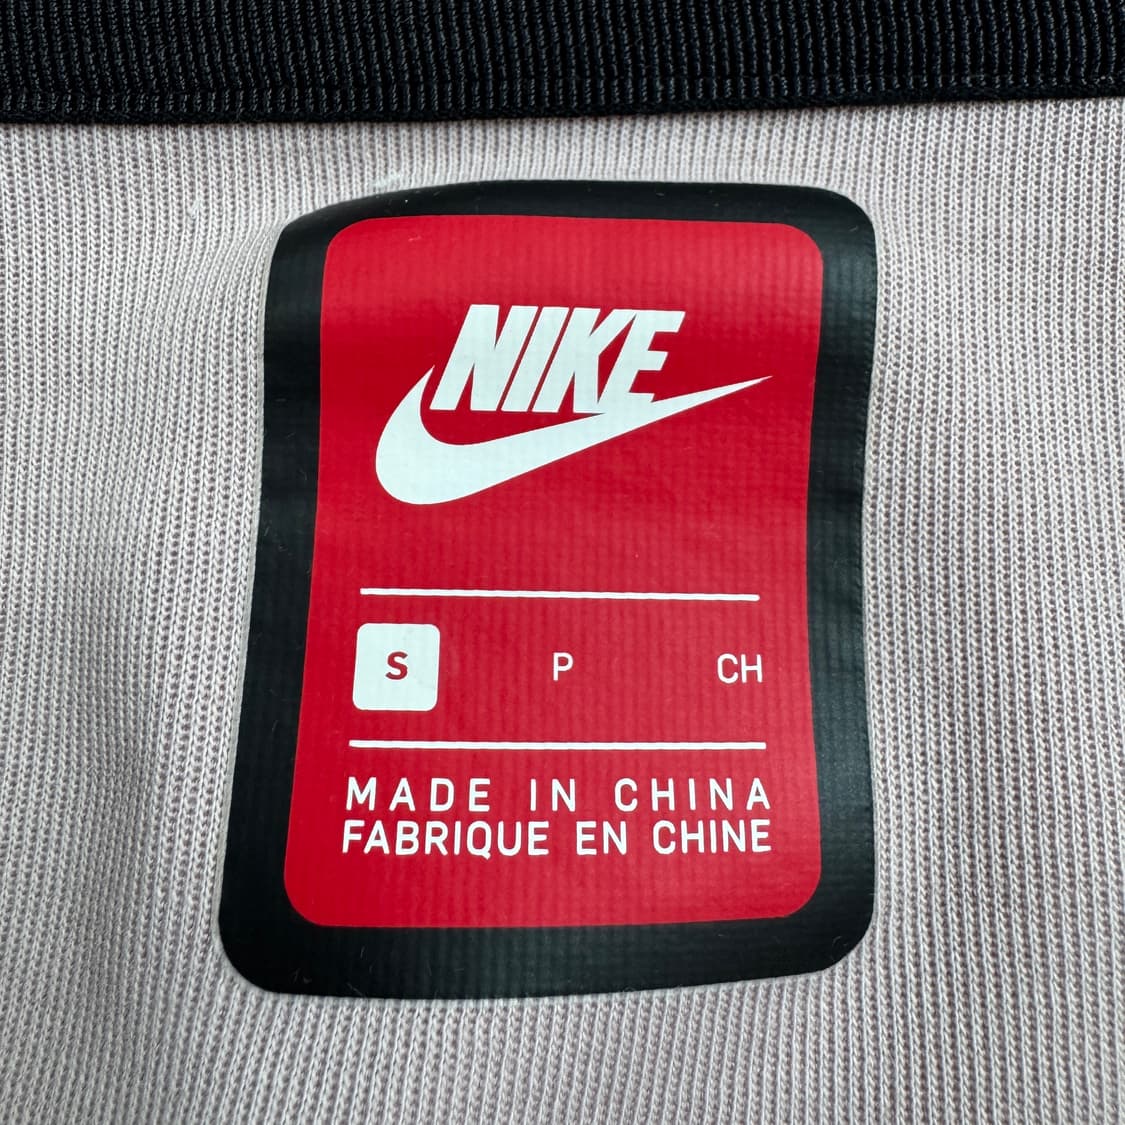 NIKE
S P CH
MADE IN CHINA
FABRIQUE EN CHINE